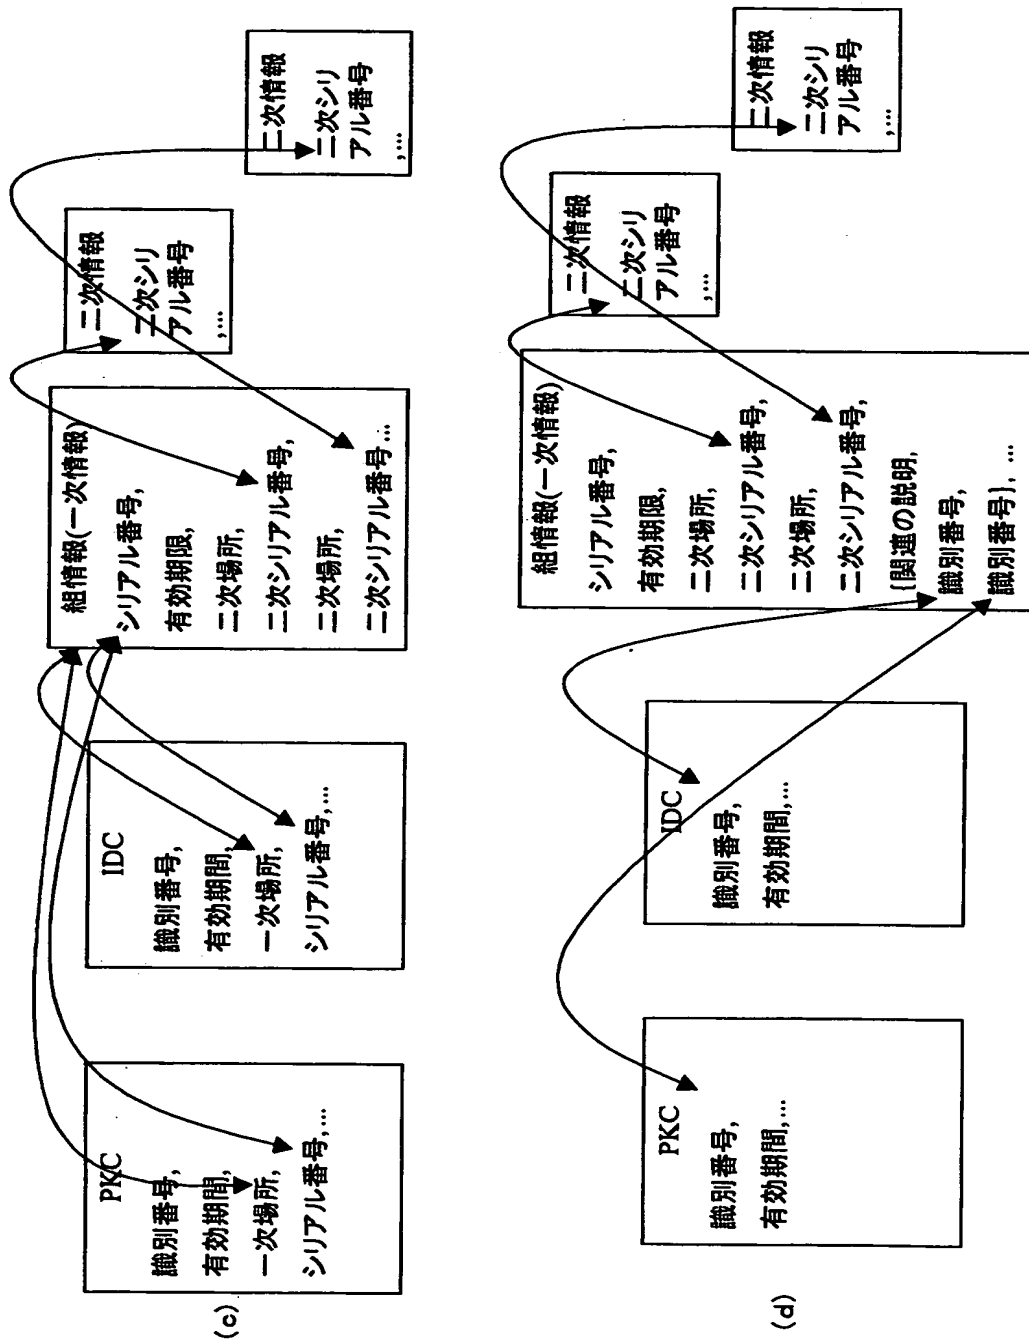 (c)
PKC
識別番号,
有効期間,
一次場所,
シリアル番号,...
IDC
識別番号,
有効期間,
一次場所,
シリアル番号,...
組情報(一次情報)
シリアル番号,
有効期限,
二次場所,
二次シリアル番号,
二次場所,
二次シリアル番号...
二次情報
二次シリ
アル番号
,...
二次情報
二次シリ
アル番号
,...
(d)
PKC
識別番号,
有効期間,...
IDC
識別番号,
有効期間,...
組情報(一次情報)
シリアル番号,
有効期限,
二次場所,
二次シリアル番号,
二次場所,
二次シリアル番号,
{関連の説明,
識別番号,
識別番号}, ...
二次情報
二次シリ
アル番号
,...
二次情報
二次シリ
アル番号
,...